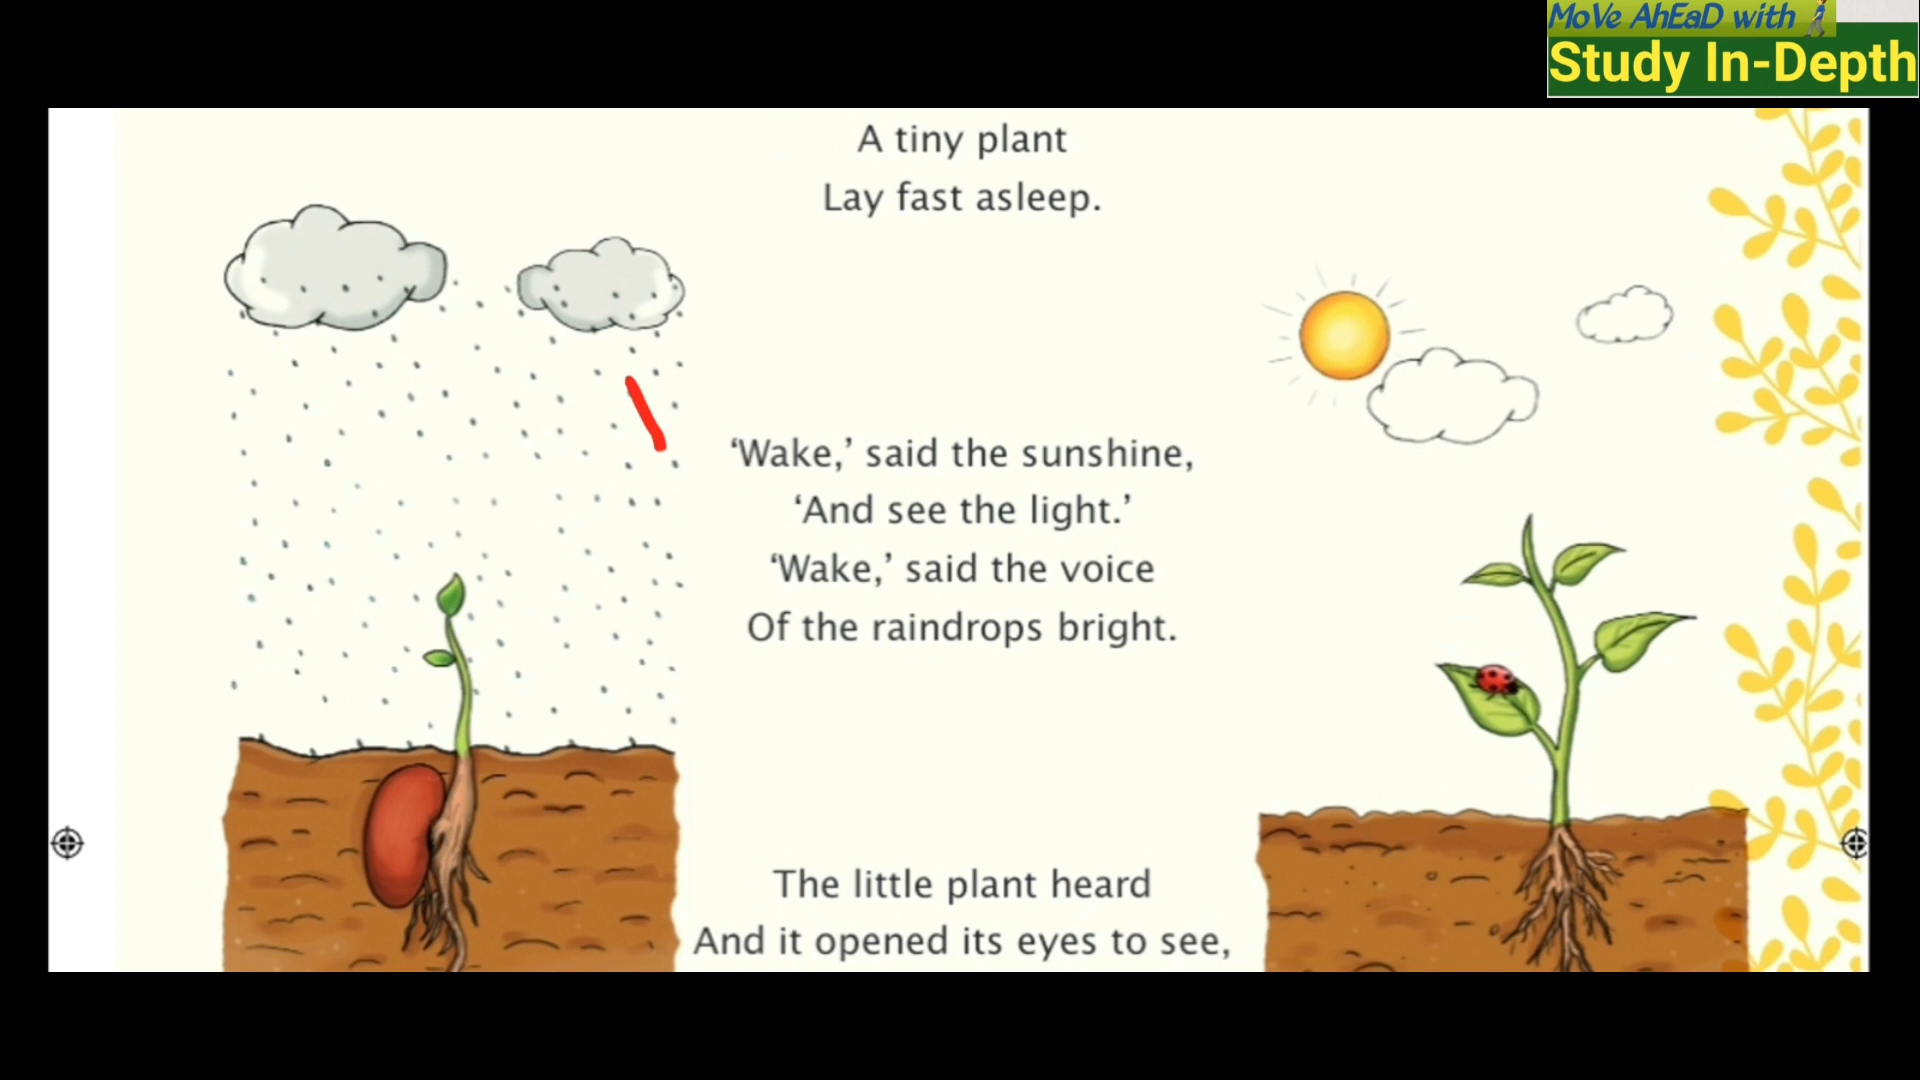 MoVe AhEaD with
Study In-Depth
A tiny plant
Lay fast asleep.
‘Wake,’ said the sunshine,
‘And see the light.’
‘Wake,’ said the voice
Of the raindrops bright.
The little plant heard
And it opened its eyes to see,